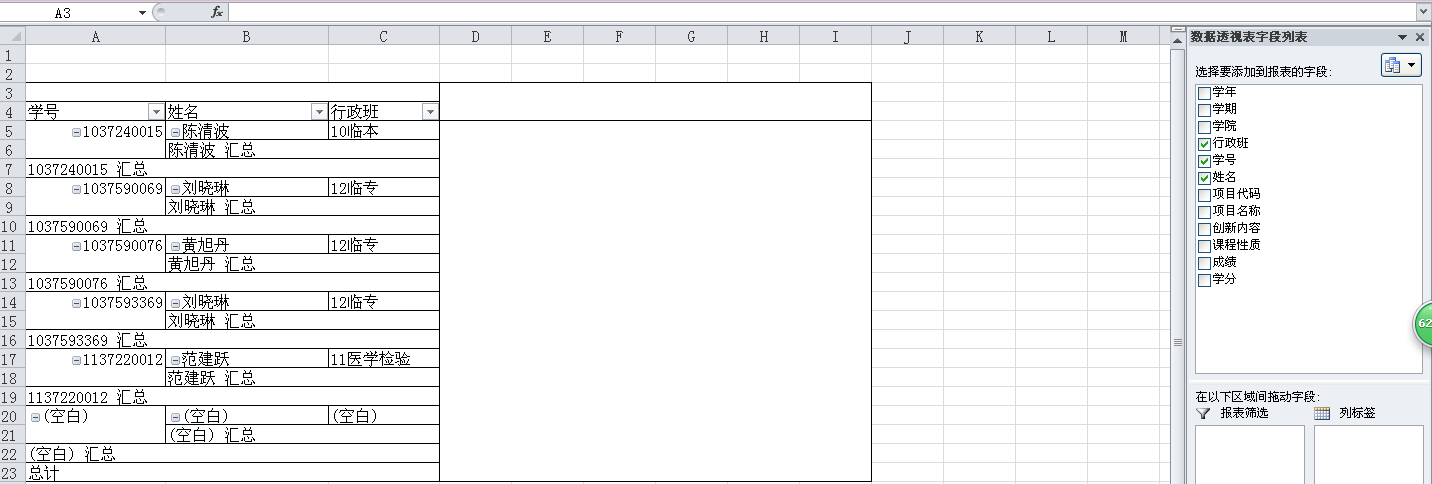 A3 fx
A B C D E F G H I J K L M
数据透视表字段列表
选择要添加到报表的字段:
学年
学期
学院
行政班
学号
姓名
项目代码
项目名称
创新内容
课程性质
成绩
学分
62
在以下区域间拖动字段:
报表筛选 列标签
1
2
3
4 学号 姓名 行政班
5 1037240015 陈清波 10临本
6 陈清波 汇总
7 1037240015 汇总
8 1037590069 刘晓琳 12临专
9 刘晓琳 汇总
10 1037590069 汇总
11 1037590076 黄旭丹 12临专
12 黄旭丹 汇总
13 1037590076 汇总
14 1037593369 刘晓琳 12临专
15 刘晓琳 汇总
16 1037593369 汇总
17 1137220012 范建跃 11医学检验
18 范建跃 汇总
19 1137220012 汇总
20 (空白) (空白) (空白)
21 (空白) 汇总
22 (空白) 汇总
23 总计